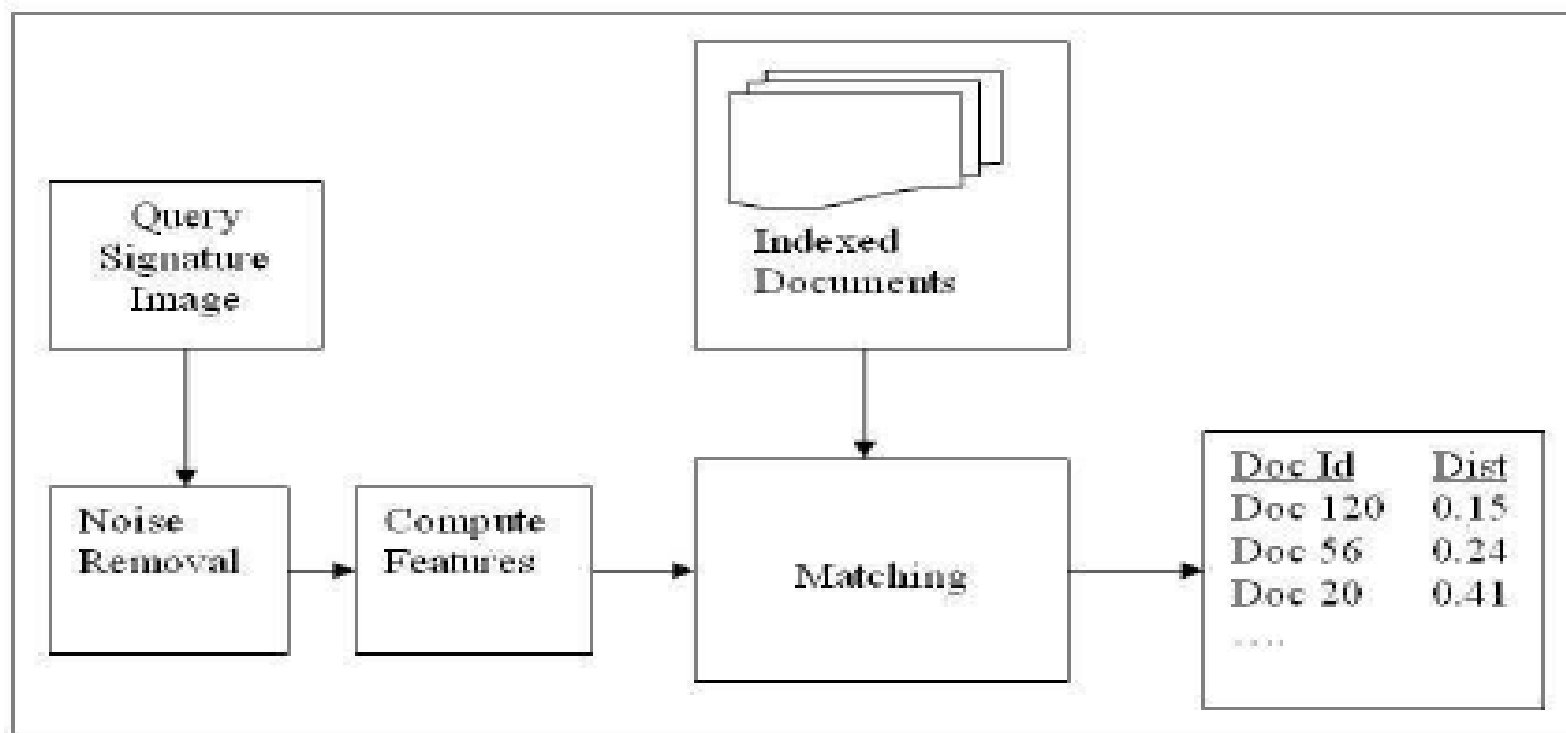 Query
Signature
Image
Indexed
Documents
Noise
Removal
Compute
Features
Matching
Doc Id Dist
Doc 120 0.15
Doc 56 0.24
Doc 20 0.41
....